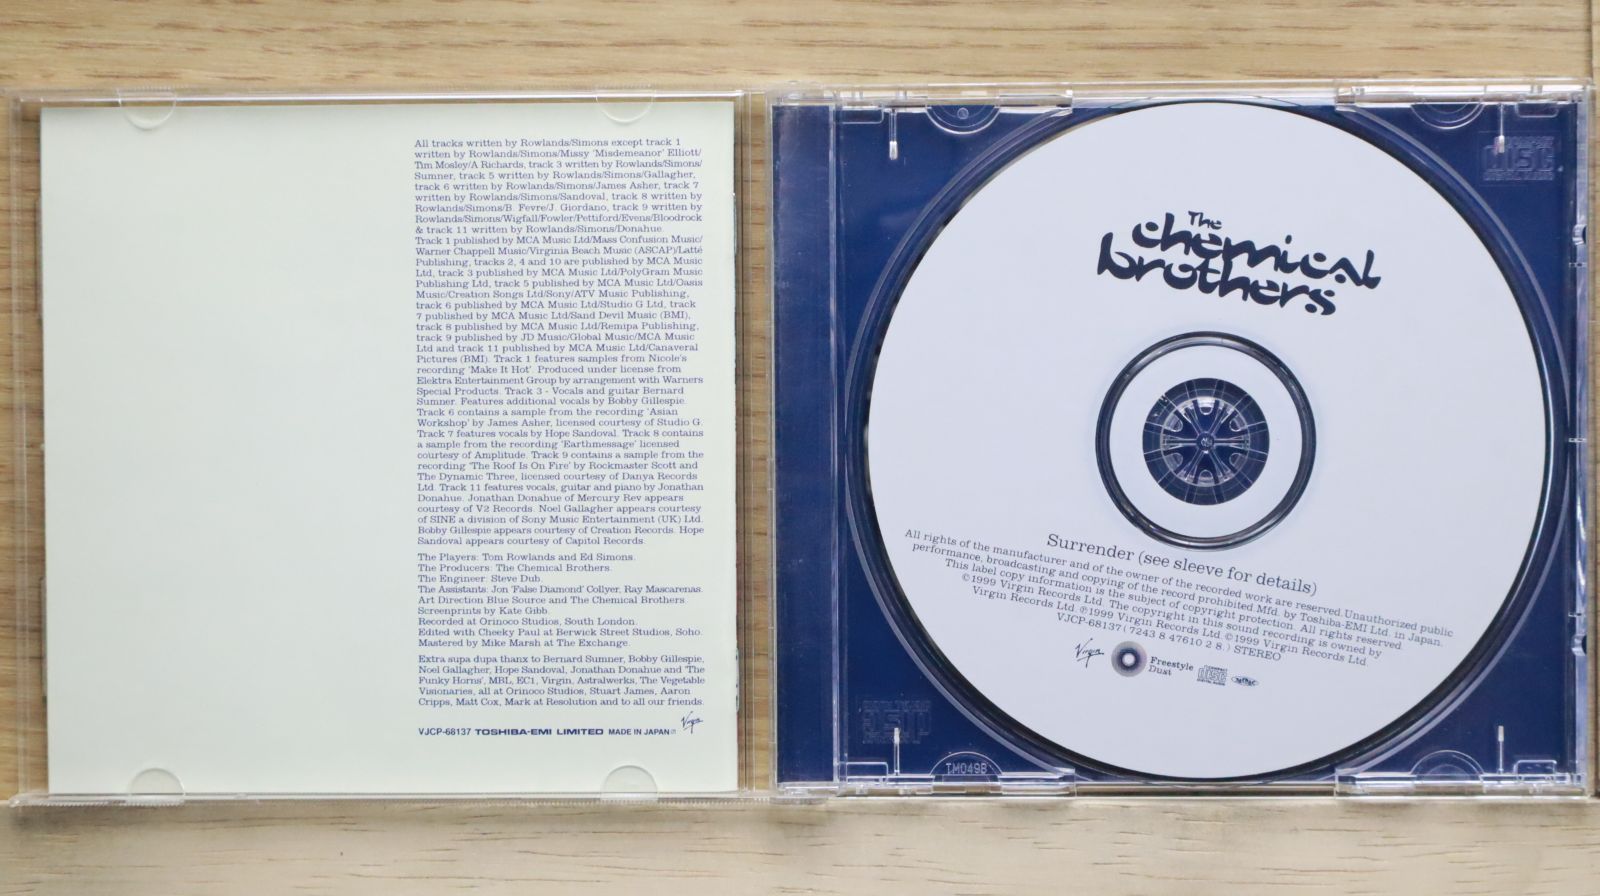 All tracks written by Rowlands/Simons except track 1
written by Rowlands/Simons/Missy 'Misdemeanor' Elliott/
Tim Mosley/A Richards, track 3 written by Rowlands/Simons/
Sumner, track 5 written by Rowlands/Simons/Gallagher,
track 6 written by Rowlands/Simons/James Asher, track 7
written by Rowlands/Simons/Sandoval, track 8 written by
Rowlands/Simons/B. Fevre/J. Giordano, track 9 written by
Rowlands/Simons/Wigfall/Fowler/Pettiford/Evens/Bloodrock
& track 11 written by Rowlands/Simons/Donahue.
Track 1 published by MCA Music Ltd/Mass Confusion Music/
Warner Chappell Music/Virginia Beach Music (ASCAP)/Latté
Publishing, tracks 2, 4 and 10 are published by MCA Music
Ltd, track 3 published by MCA Music Ltd/PolyGram Music
Publishing Ltd, track 5 published by MCA Music Ltd/Oasis
Music/Creation Songs Ltd/Sony/ATV Music Publishing,
track 6 published by MCA Music Ltd/Studio G Ltd, track
7 published by MCA Music Ltd/Sand Devil Music (BMI),
track 8 published by MCA Music Ltd/Remipa Publishing,
track 9 published by JD Music/Global Music/MCA Music
Ltd and track 11 published by MCA Music Ltd/Canaveral
Pictures (BMI). Track 1 features samples from Nicole's
recording 'Make It Hot'. Produced under license from
Elektra Entertainment Group by arrangement with Warners
Special Products. Track 3 - Vocals and guitar Bernard
Sumner. Features additional vocals by Bobby Gillespie.
Track 6 contains a sample from the recording 'Asian
Workshop' by James Asher, licensed courtesy of Studio G.
Track 7 features vocals by Hope Sandoval. Track 8 contains
a sample from the recording 'Earthmessage' licensed
courtesy of Amplitude. Track 9 contains a sample from the
recording 'The Roof Is On Fire' by Rockmaster Scott and
The Dynamic Three, licensed courtesy of Danya Records
Ltd. Track 11 features vocals, guitar and piano by Jonathan
Donahue. Jonathan Donahue of Mercury Rev appears
courtesy of V2 Records. Noel Gallagher appears courtesy
of SINE a division of Sony Music Entertainment (UK) Ltd.
Bobby Gillespie appears courtesy of Creation Records. Hope
Sandoval appears courtesy of Capitol Records.
The Players: Tom Rowlands and Ed Simons.
The Producers: The Chemical Brothers.
The Engineer: Steve Dub.
The Assistants: Jon 'False Diamond' Collyer, Ray Mascarenas.
Art Direction Blue Source and The Chemical Brothers.
Screenprints by Kate Gibb.
Recorded at Orinoco Studios, South London.
Edited with Cheeky Paul at Berwick Street Studios, Soho.
Mastered by Mike Marsh at The Exchange.
Extra supa dupa thanx to Bernard Sumner, Bobby Gillespie,
Noel Gallagher, Hope Sandoval, Jonathan Donahue and 'The
Funky Horns', MBL, EC1, Virgin, Astralwerks, The Vegetable
Visionaries, all at Orinoco Studios, Stuart James, Aaron
Cripps, Matt Cox, Mark at Resolution and to all our friends.
Virgin
VJCP-68137 TOSHIBA-EMI LIMITED MADE IN JAPAN
The
chemical
brothers
Surrender (see sleeve for details)
All rights of the manufacturer and of the owner of the recorded work are reserved. Unauthorized public
performance, broadcasting and copying of the record prohibited. Mfd. by Toshiba-EMI Ltd. in Japan.
This label copy information is the subject of copyright protection. All rights reserved.
©1999 Virgin Records Ltd. The copyright in this sound recording is owned by
Virgin Records Ltd. ℗1999 Virgin Records Ltd. ©1999 Virgin Records Ltd.
VJCP-68137 (7243 8 47610 2 8.) STEREO
Virgin
Freestyle
Dust
COMPACT
disc
DIGITAL AUDIO
TM049B